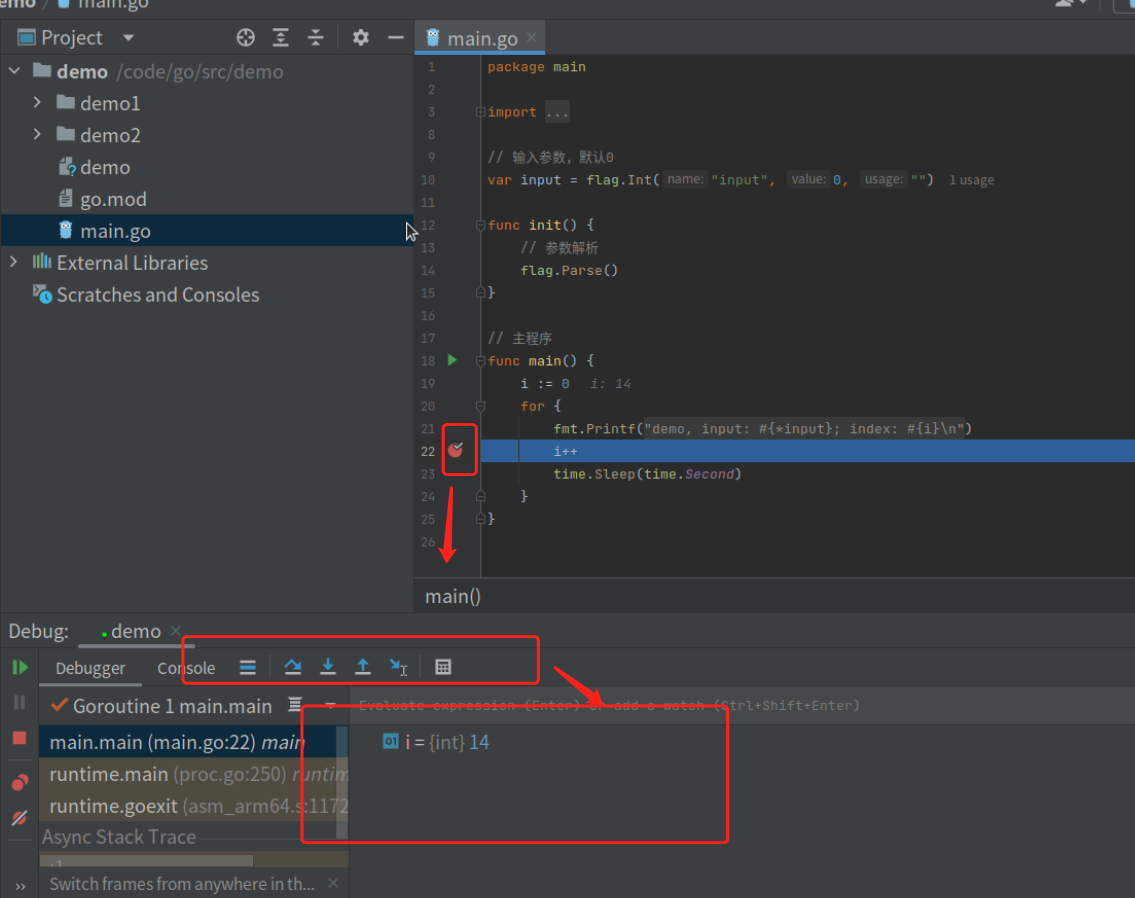 emo / main.go
Project
demo /code/go/src/demo
demo1
demo2
demo
go.mod
main.go
External Libraries
Scratches and Consoles
main.go ×
1 package main
2
3 import ...
8
9 // 输入参数，默认0
10 var input = flag.Int( name: "input", value: 0, usage: "") 1 usage
11
12 func init() {
13 // 参数解析
14 flag.Parse()
15 }
16
17 // 主程序
18 func main() {
19 i := 0 i: 14
20 for {
21 fmt.Printf("demo, input: #{*input}; index: #{i}\n")
22 i++
23 time.Sleep(time.Second)
24 }
25 }
26
main()
Debug: demo ×
Debugger Console
Goroutine 1 main.main
Evaluate expression (Enter) or add a watch (Ctrl+Shift+Enter)
main.main (main.go:22) main
runtime.main (proc.go:250) runtim
runtime.goexit (asm_arm64.s:1172
Async Stack Trace
01 i = {int} 14
Switch frames from anywhere in th... ×